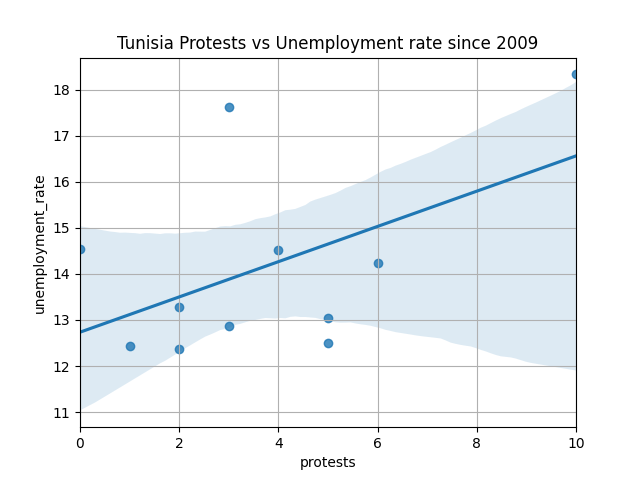 Tunisia Protests vs Unemployment rate since 2009
18
17
16
15
14
13
12
11
unemployment_rate
0 2 4 6 8 10
protests